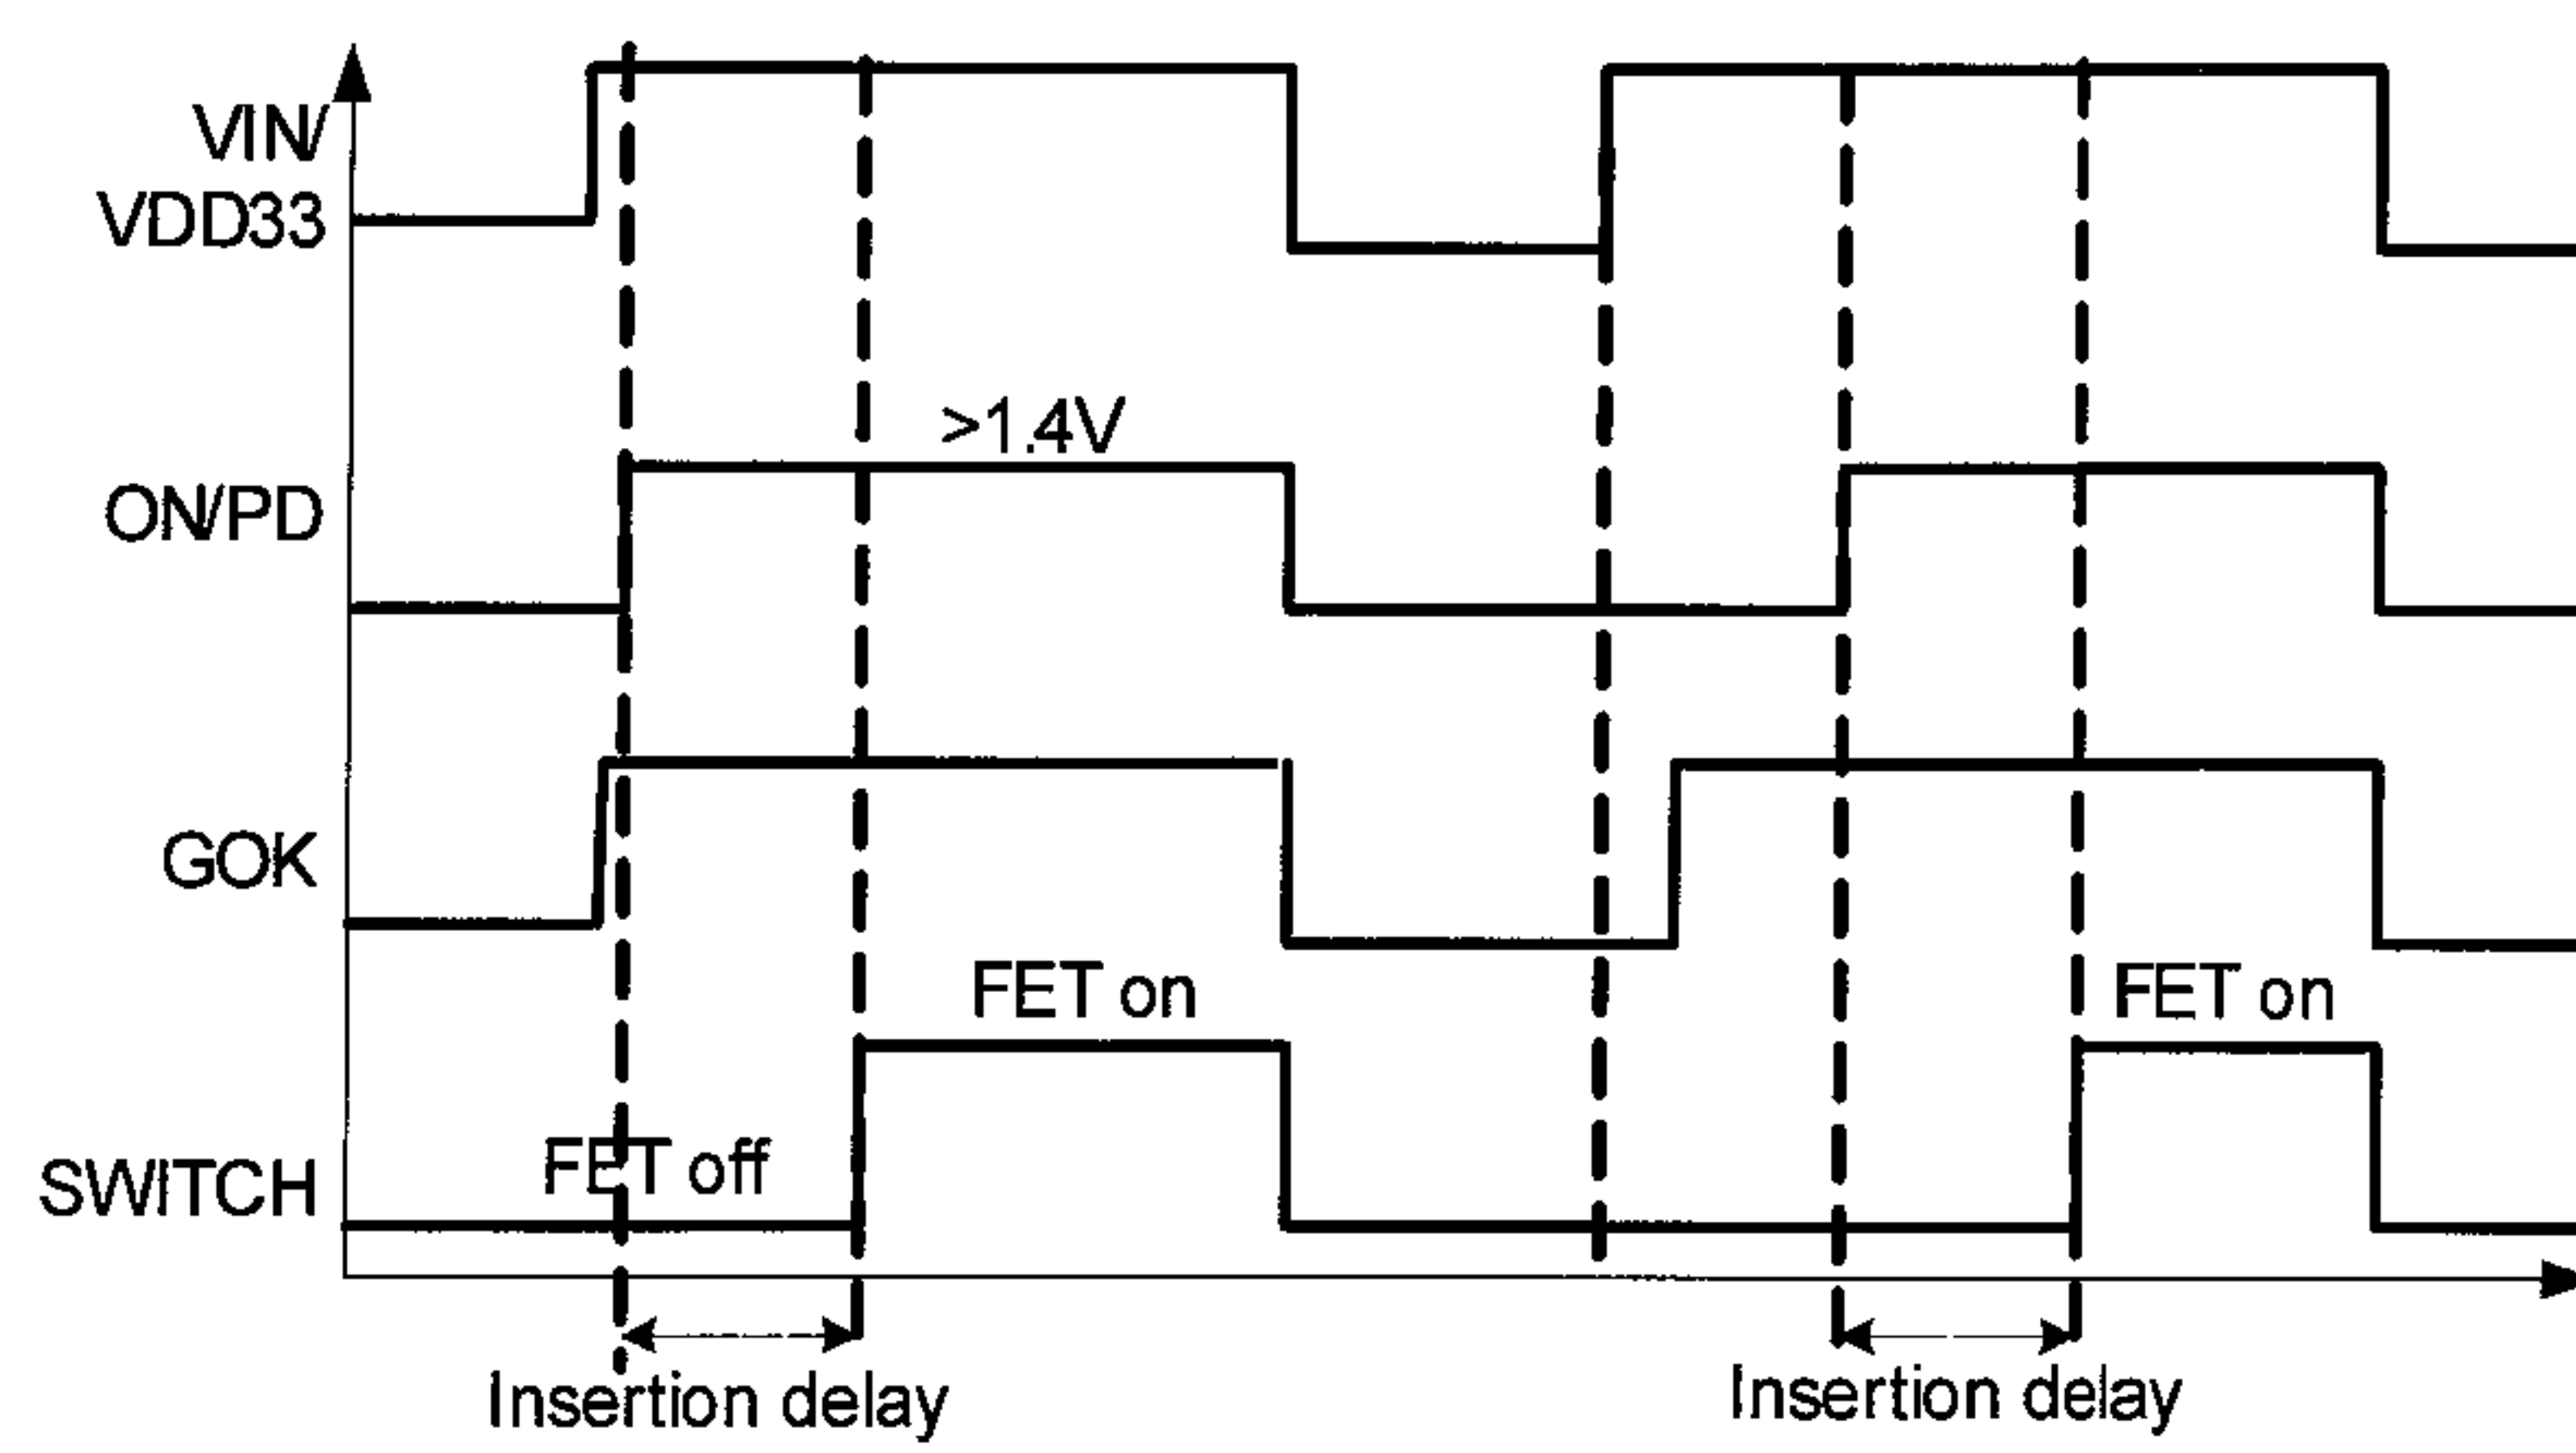 VIN/
VDD33
>1.4V
ON/PD
GOK
FET on
FET on
FET off
SWITCH
Insertion delay
Insertion delay